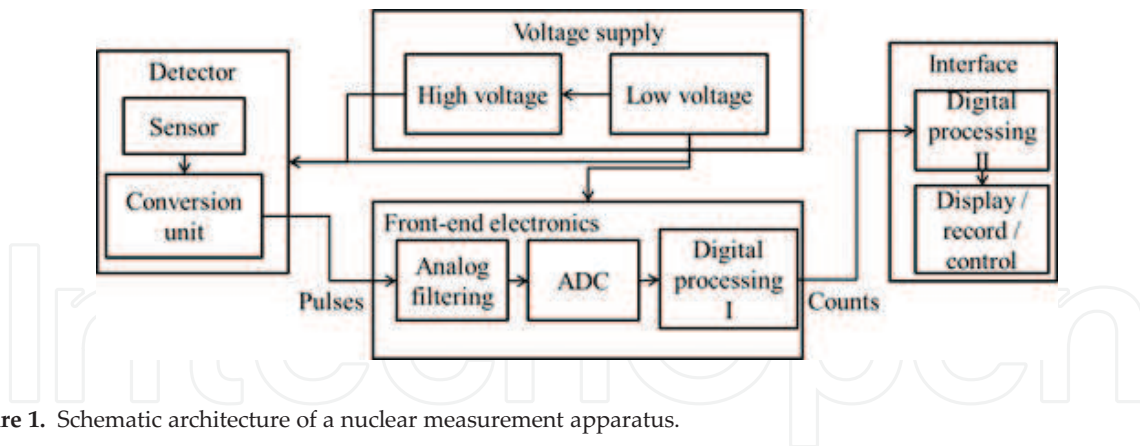 Voltage supply
High voltage
Low voltage
Detector
Sensor
Conversion
unit
Pulses
Front-end electronics
Analog
filtering
ADC
Digital
processing
I
Counts
Interface
Digital
processing
II
Display /
record /
control
IntechOpen
re 1. Schematic architecture of a nuclear measurement apparatus.